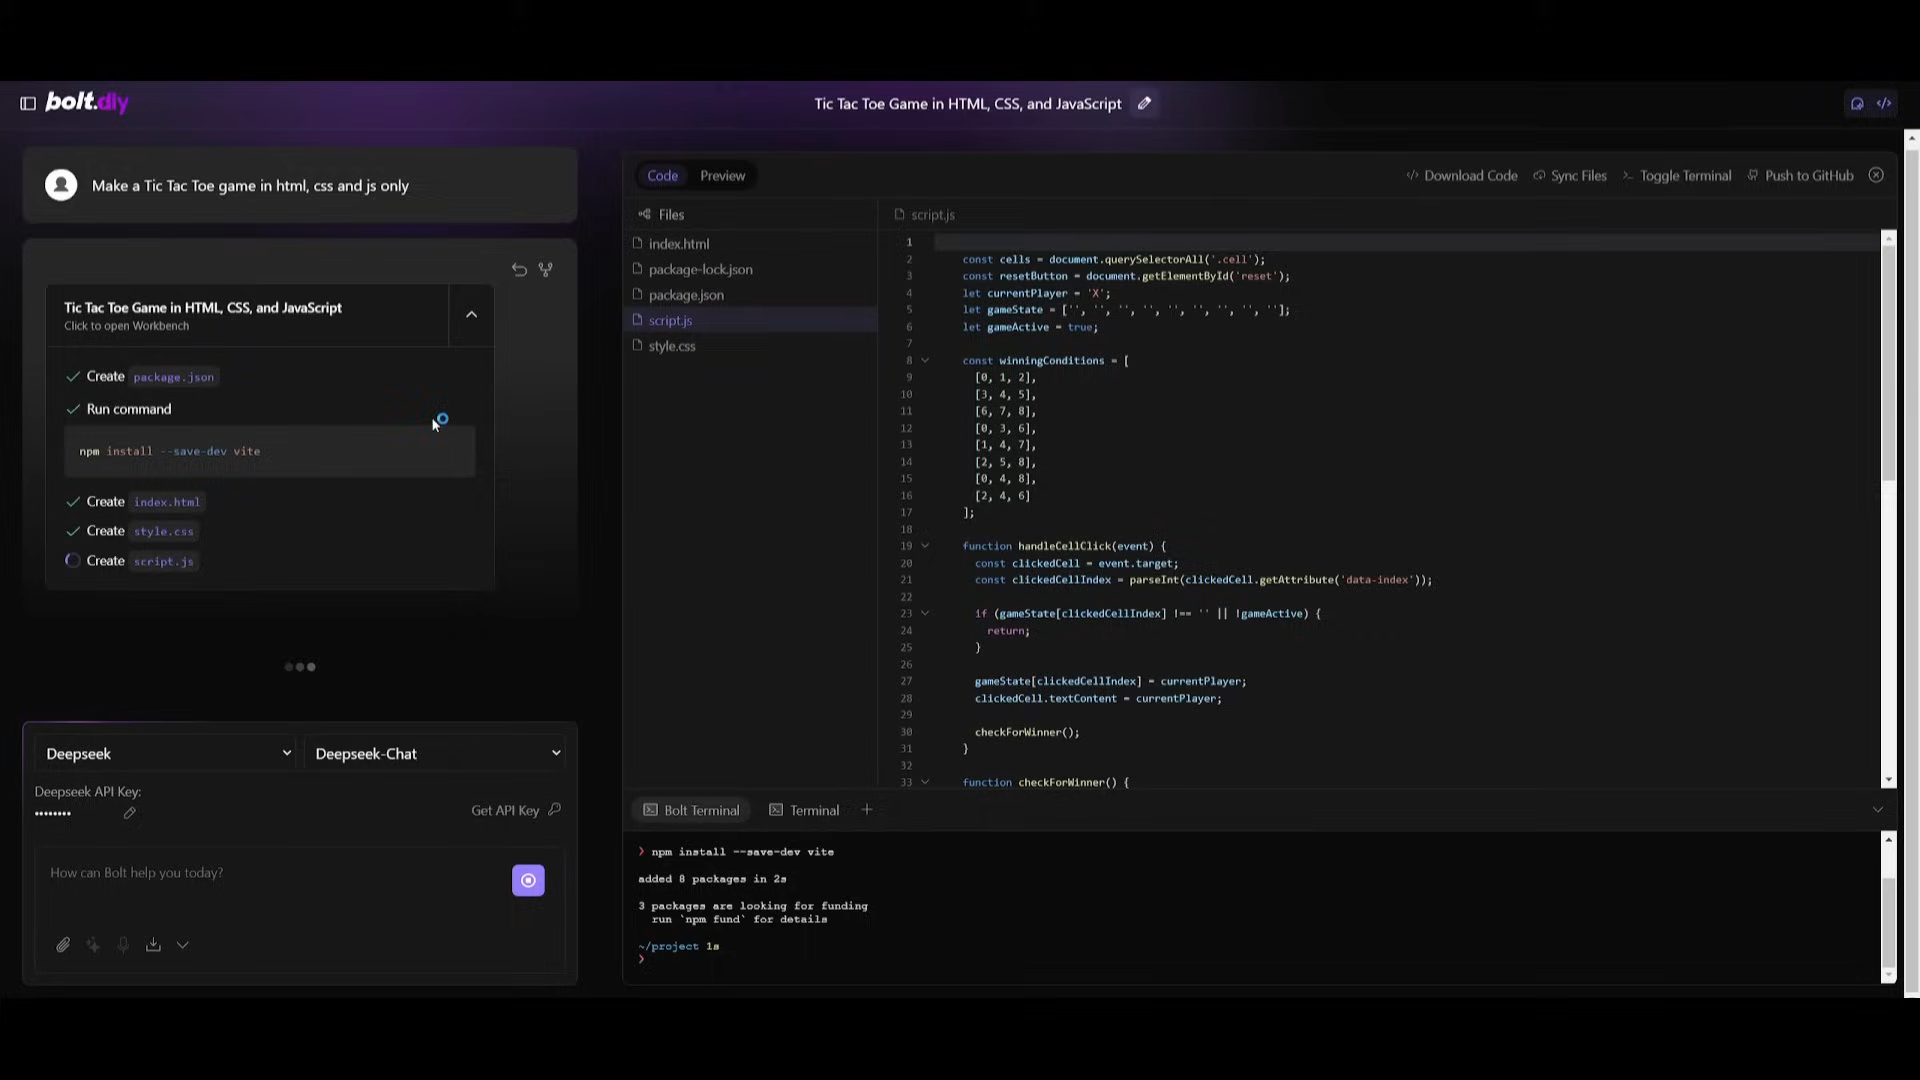 bolt.diy
Tic Tac Toe Game in HTML, CSS, and JavaScript
Make a Tic Tac Toe game in html, css and js only
Tic Tac Toe Game in HTML, CSS, and JavaScript
Click to open Workbench
Create package.json
Run command
npm install --save-dev vite
Create index.html
Create style.css
Create script.js
Deepseek
Deepseek-Chat
Deepseek API Key:
••••••••
Get API Key
How can Bolt help you today?
Code
Preview
Download Code
Sync Files
Toggle Terminal
Push to GitHub
Files
index.html
package-lock.json
package.json
script.js
style.css
script.js
1
2 const cells = document.querySelectorAll('.cell');
3 const resetButton = document.getElementById('reset');
4 let currentPlayer = 'X';
5 let gameState = ['', '', '', '', '', '', '', '', ''];
6 let gameActive = true;
7
8 const winningConditions = [
9 [0, 1, 2],
10 [3, 4, 5],
11 [6, 7, 8],
12 [0, 3, 6],
13 [1, 4, 7],
14 [2, 5, 8],
15 [0, 4, 8],
16 [2, 4, 6]
17 ];
18
19 function handleCellClick(event) {
20 const clickedCell = event.target;
21 const clickedCellIndex = parseInt(clickedCell.getAttribute('data-index'));
22
23 if (gameState[clickedCellIndex] !== '' || !gameActive) {
24 return;
25 }
26
27 gameState[clickedCellIndex] = currentPlayer;
28 clickedCell.textContent = currentPlayer;
29
30 checkForWinner();
31 }
32
33 function checkForWinner() {
Bolt Terminal
Terminal
❯ npm install --save-dev vite
added 8 packages in 2s
3 packages are looking for funding
run `npm fund` for details
~/project 1s
❯